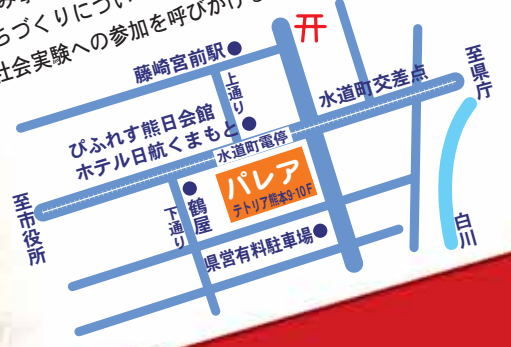 ちづくりについ
社会実験への参加を呼びかけ
藤崎宮前駅
上通り
水道町交差点
至県庁
びぷれす熊日会館
ホテル日航くまもと
水道町電停
至市役所
パレア
テトリア熊本9-10F
鶴屋
下通り
県営有料駐車場
白川